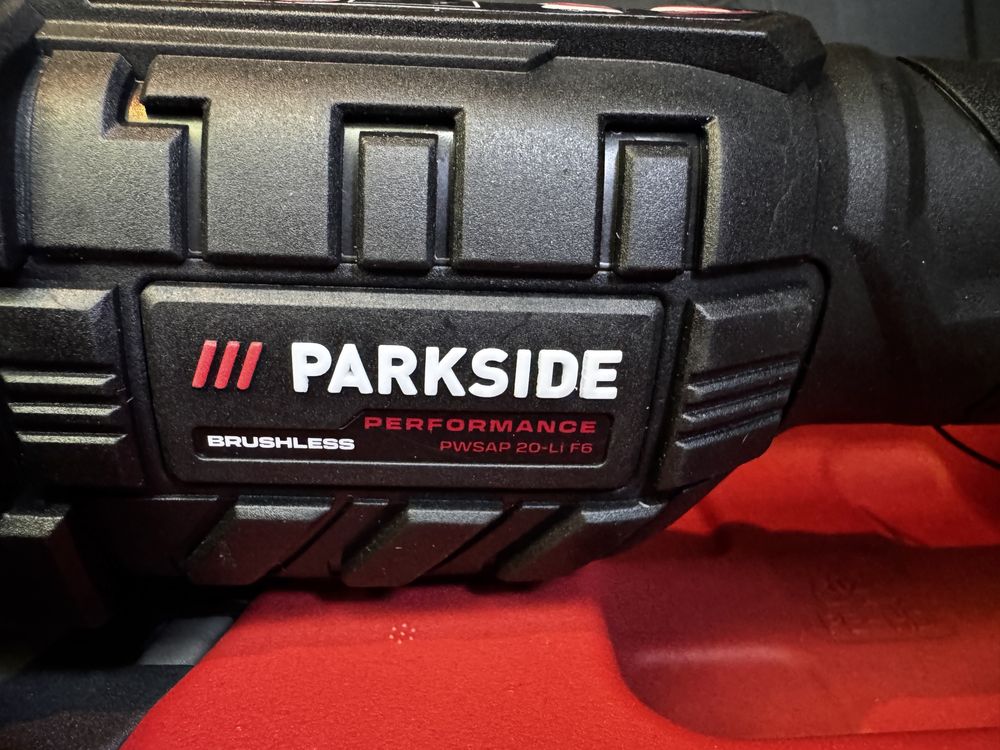 PARKSIDE
PERFORMANCE
BRUSHLESS PWSAP 20-Li F6